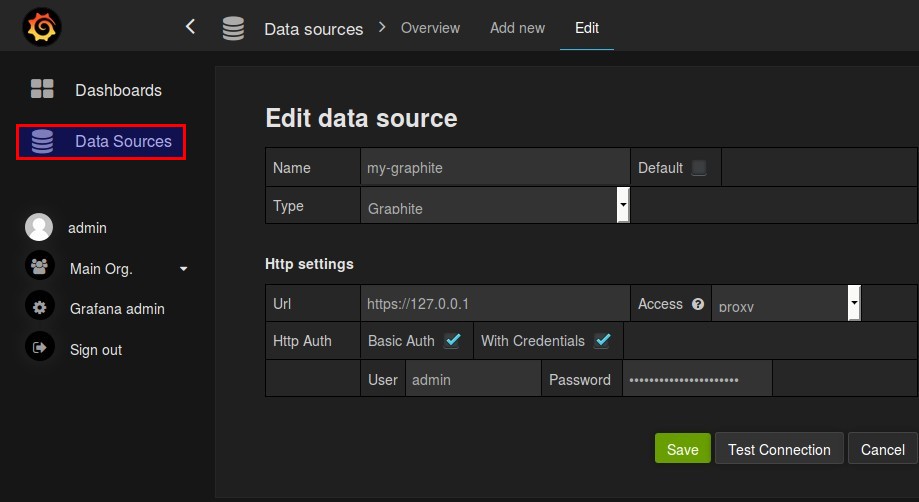 Data sources > Overview Add new Edit
Dashboards
Data Sources
admin
Main Org.
Grafana admin
Sign out
Edit data source
Name my-graphite Default
Type Graphite
Http settings
Url https://127.0.0.1 Access ? proxy
Http Auth Basic Auth With Credentials
User admin Password ••••••••••••••••••••••
Save Test Connection Cancel